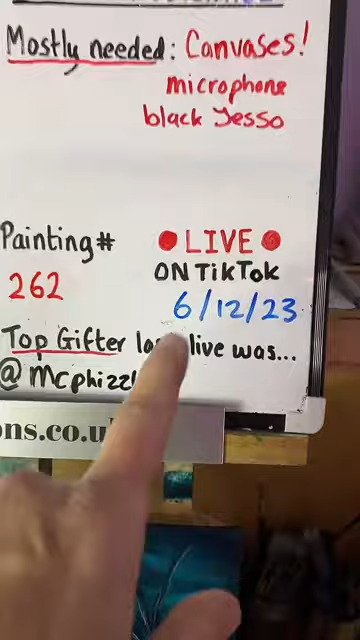 Mostly needed: Canvases!
microphone
black Gesso
Painting#
262
LIVE
ON TikTok
6/12/23
Top Gifter live was...
ons.co.u